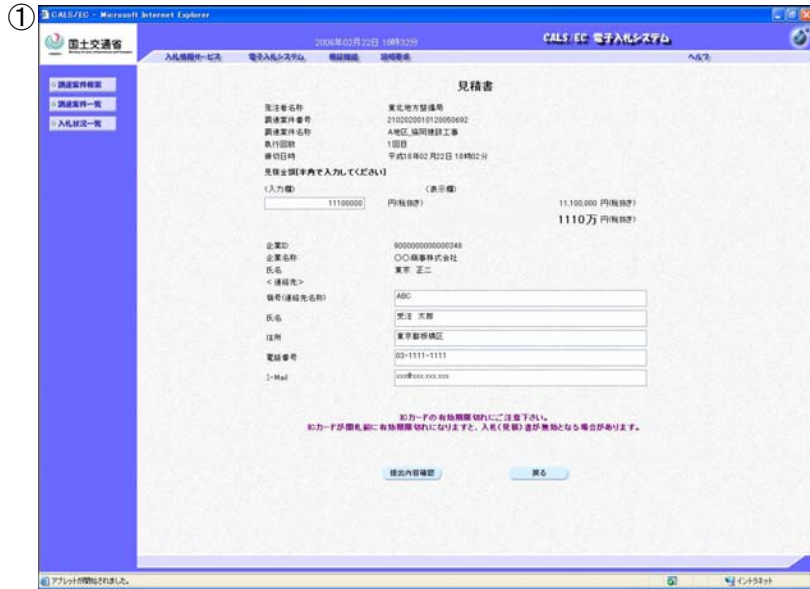 ①
CALS/EC - Microsoft Internet Explorer
国土交通省
2006年02月22日 18時32分
CALS/EC 電子入札システム
入札情報サービス 電子入札システム 検証機能 説明要求 ヘルプ
調達案件検索
調達案件一覧
入札状況一覧
見積書
発注者名称 東北地方整備局
調達案件番号 2102020010120050692
調達案件名称 A地区_協同建設工事
執行回数 1回目
締切日時 平成18年02月22日 18時02分
見積金額【半角で入力してください】
(入力欄) (表示欄)
11100000 円(税抜き) 11,100,000 円(税抜き)
1110万 円(税抜き)
企業ID 9000000000000340
企業名称 〇〇商事株式会社
氏名 東京 正二
<連絡先>
商号(連絡先名称) ABC
氏名 受注 太郎
住所 東京都板橋区
電話番号 03-1111-1111
E-Mail xxx@xxx.xxx.xxx
ICカードの有効期限切れにご注意下さい。
ICカードが開札前に有効期限切れになりますと、入札(見積)書が無効となる場合があります。
提出内容確認 戻る
アプレットが開始されました。 イントラネット